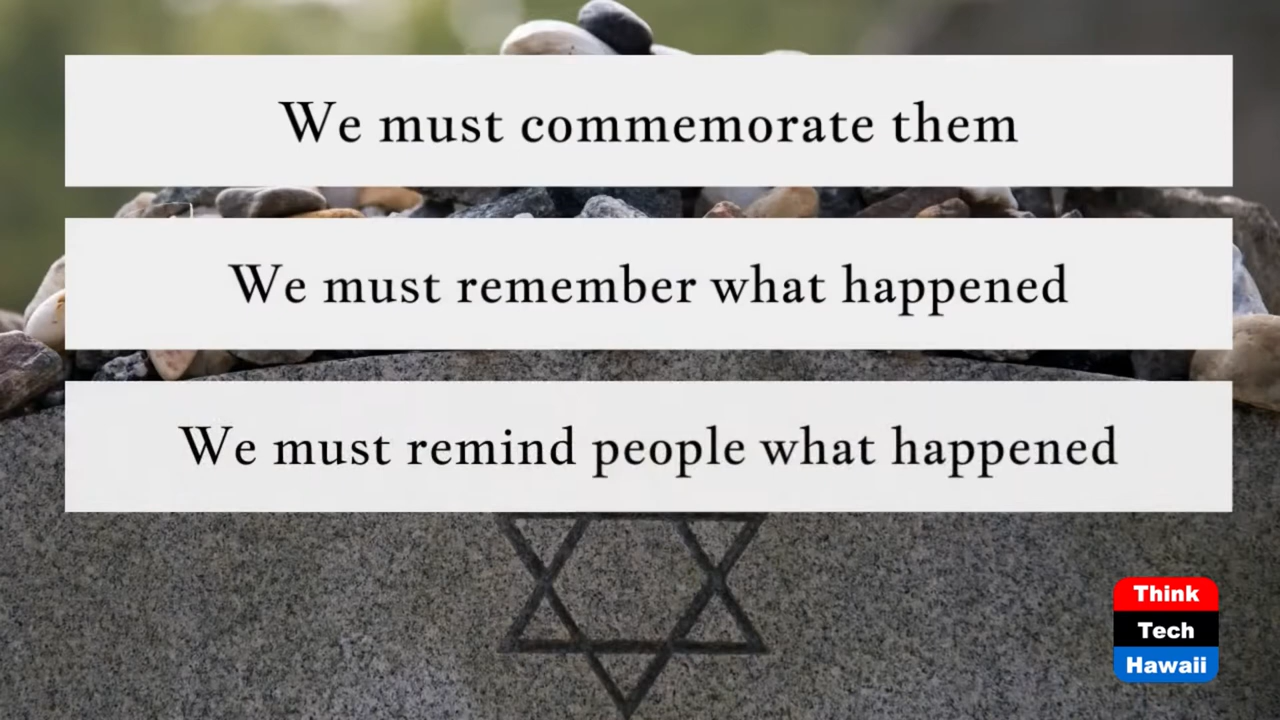 We must commemorate them
We must remember what happened
We must remind people what happened
Think
Tech
Hawaii